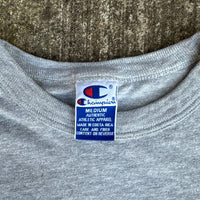 Champion®
MEDIUM
AUTHENTIC
ATHLETIC APPAREL
MADE IN COSTA RICA
CARE AND FIBER
CONTENT ON REVERSE